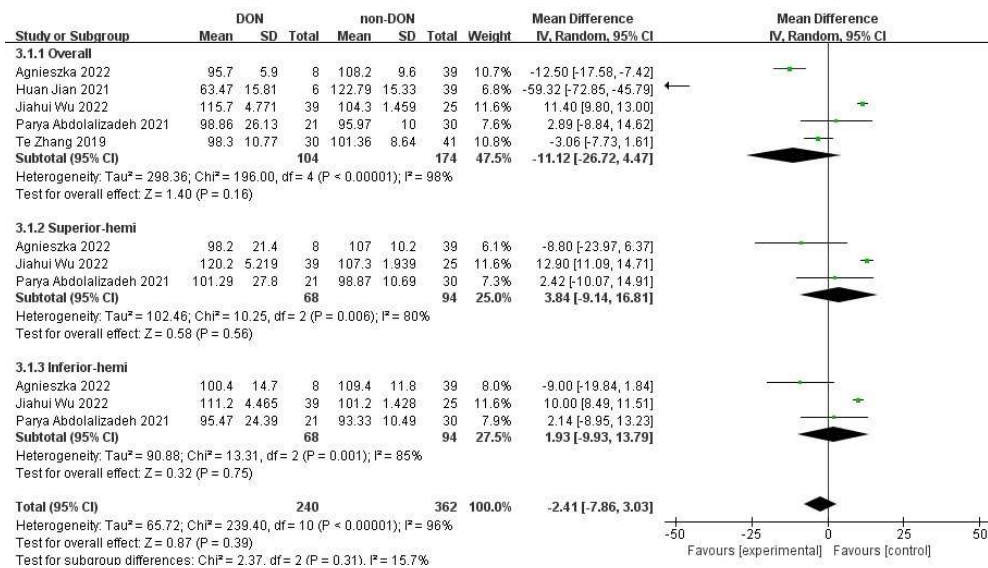 DON non-DON Mean Difference Mean Difference
Study or Subgroup Mean SD Total Mean SD Total Weight IV, Random, 95% CI IV, Random, 95% CI
3.1.1 Overall
Agnieszka 2022 95.7 5.9 8 108.2 9.6 39 10.7% -12.50 [-17.58, -7.42]
Huan Jian 2021 63.47 15.81 6 122.79 15.33 39 6.8% -59.32 [-72.85, -45.79]
Jiahui Wu 2022 115.7 4.771 39 104.3 1.459 25 11.6% 11.40 [9.80, 13.00]
Parya Abdolalizadeh 2021 98.86 26.13 21 95.97 10 30 7.6% 2.89 [-8.84, 14.62]
Te Zhang 2019 98.3 10.77 30 101.36 8.64 41 10.8% -3.06 [-7.73, 1.61]
Subtotal (95% CI) 104 174 47.5% -11.12 [-26.72, 4.47]
Heterogeneity: Tau² = 298.36; Chi² = 196.00, df = 4 (P < 0.00001); I² = 98%
Test for overall effect: Z = 1.40 (P = 0.16)
3.1.2 Superior-hemi
Agnieszka 2022 98.2 21.4 8 107 10.2 39 6.1% -8.80 [-23.97, 6.37]
Jiahui Wu 2022 120.2 5.219 39 107.3 1.939 25 11.6% 12.90 [11.09, 14.71]
Parya Abdolalizadeh 2021 101.29 27.8 21 98.87 10.69 30 7.3% 2.42 [-10.07, 14.91]
Subtotal (95% CI) 68 94 25.0% 3.84 [-9.14, 16.81]
Heterogeneity: Tau² = 102.46; Chi² = 10.25, df = 2 (P = 0.006); I² = 80%
Test for overall effect: Z = 0.58 (P = 0.56)
3.1.3 Inferior-hemi
Agnieszka 2022 100.4 14.7 8 109.4 11.8 39 8.0% -9.00 [-19.84, 1.84]
Jiahui Wu 2022 111.2 4.465 39 101.2 1.428 25 11.6% 10.00 [8.49, 11.51]
Parya Abdolalizadeh 2021 95.47 24.39 21 93.33 10.49 30 7.9% 2.14 [-8.95, 13.23]
Subtotal (95% CI) 68 94 27.5% 1.93 [-9.93, 13.79]
Heterogeneity: Tau² = 90.88; Chi² = 13.31, df = 2 (P = 0.001); I² = 85%
Test for overall effect: Z = 0.32 (P = 0.75)
Total (95% CI) 240 362 100.0% -2.41 [-7.86, 3.03]
Heterogeneity: Tau² = 65.72; Chi² = 239.40, df = 10 (P < 0.00001); I² = 96%
Test for overall effect: Z = 0.87 (P = 0.39)
Test for subgroup differences: Chi² = 2.37, df = 2 (P = 0.31), I² = 15.7%
-50 -25 0 25 50
Favours [experimental] Favours [control]